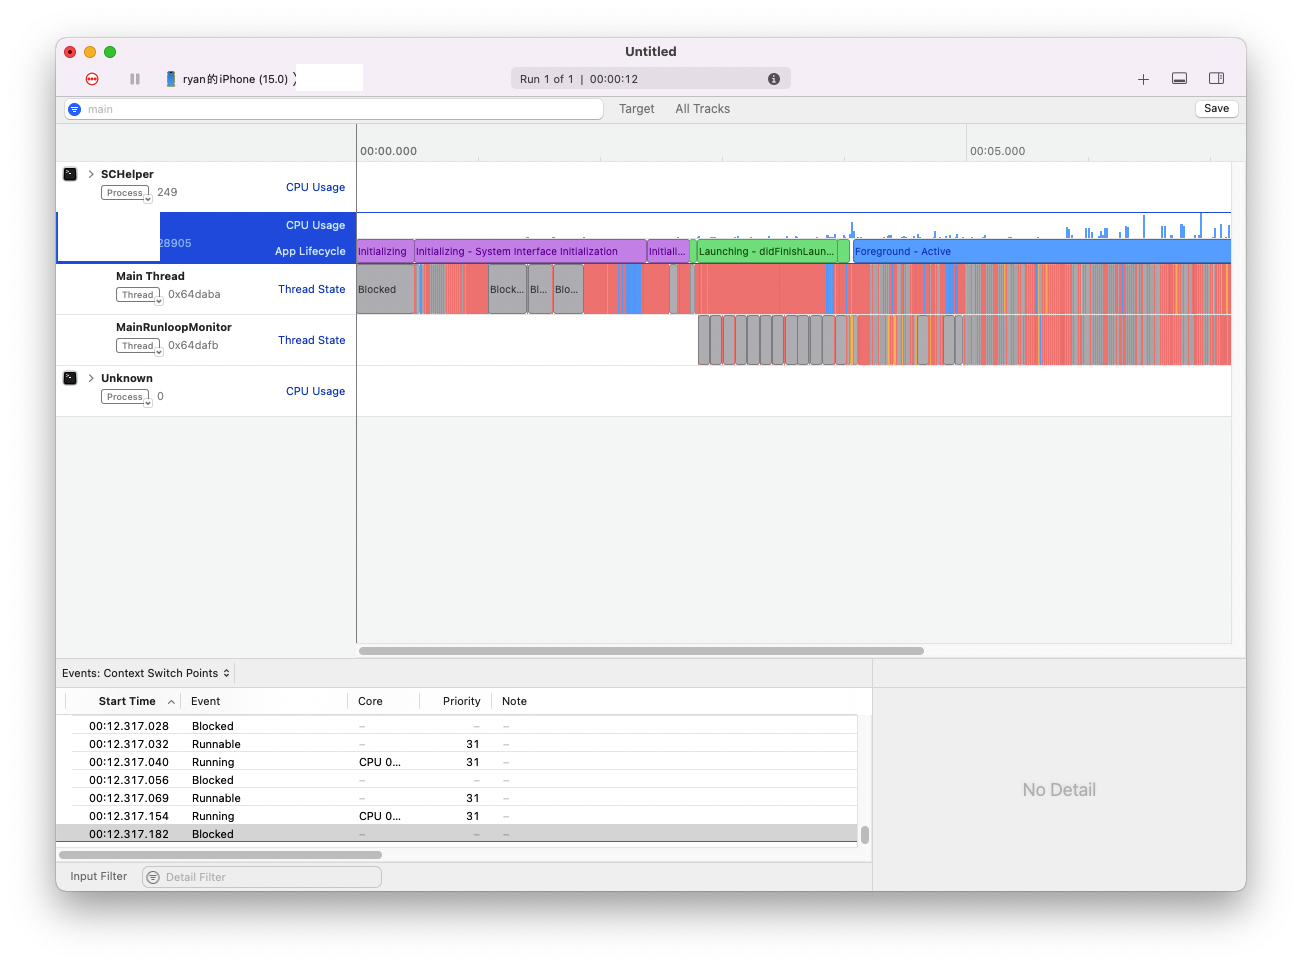 Untitled
ryan的iPhone (15.0)
Run 1 of 1 | 00:00:12
main
Target
All Tracks
Save
00:00.000
00:05.000
SCHelper
Process 249
CPU Usage
28905
CPU Usage
App Lifecycle
Initializing
Initializing - System Interface Initialization
Initiali...
Launching - didFinishLaun...
Foreground - Active
Main Thread
Thread 0x64daba
Thread State
Blocked
Block...
Bl...
Blo...
MainRunloopMonitor
Thread 0x64dafb
Thread State
Unknown
Process 0
CPU Usage
Events: Context Switch Points
Start Time Event Core Priority Note
00:12.317.028 Blocked – – –
00:12.317.032 Runnable – 31 –
00:12.317.040 Running CPU 0... 31 –
00:12.317.056 Blocked – – –
00:12.317.069 Runnable – 31 –
00:12.317.154 Running CPU 0... 31 –
00:12.317.182 Blocked – – –
No Detail
Input Filter
Detail Filter